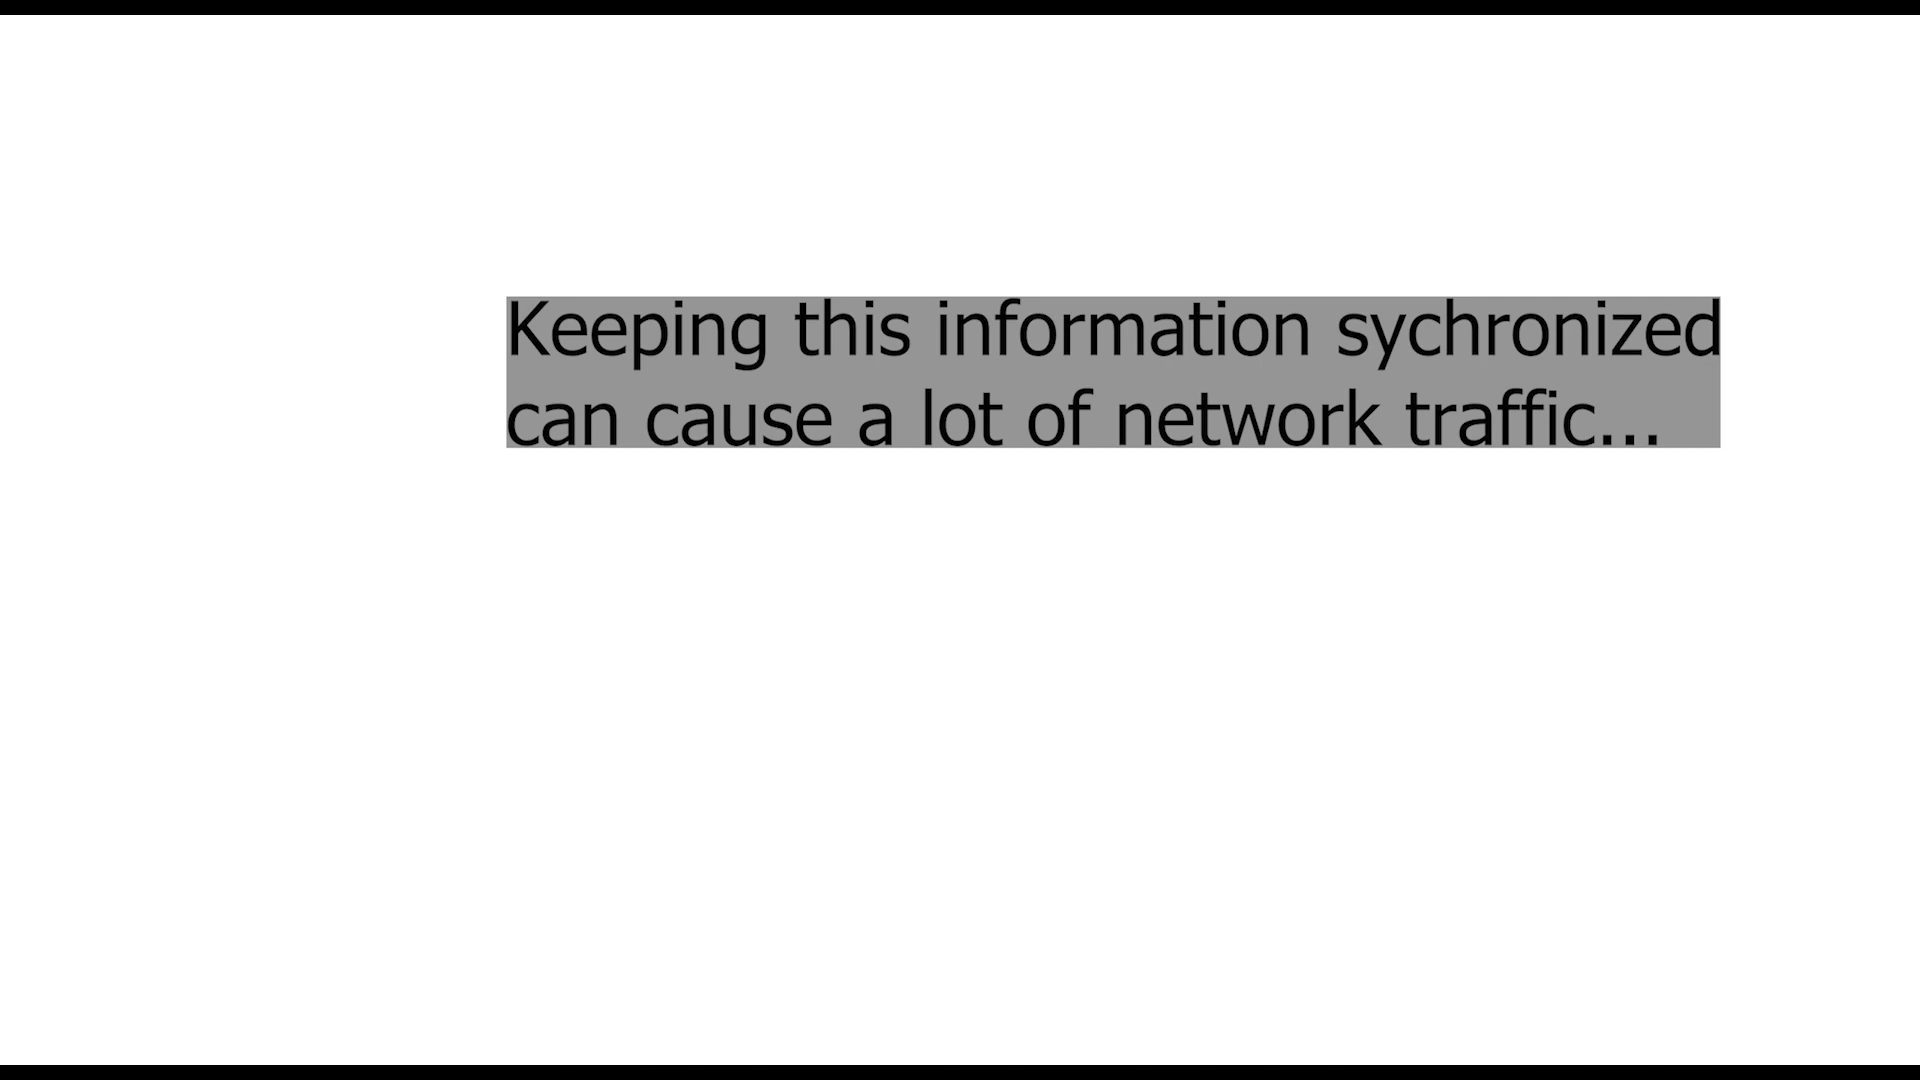 Keeping this information sychronized
can cause a lot of network traffic...